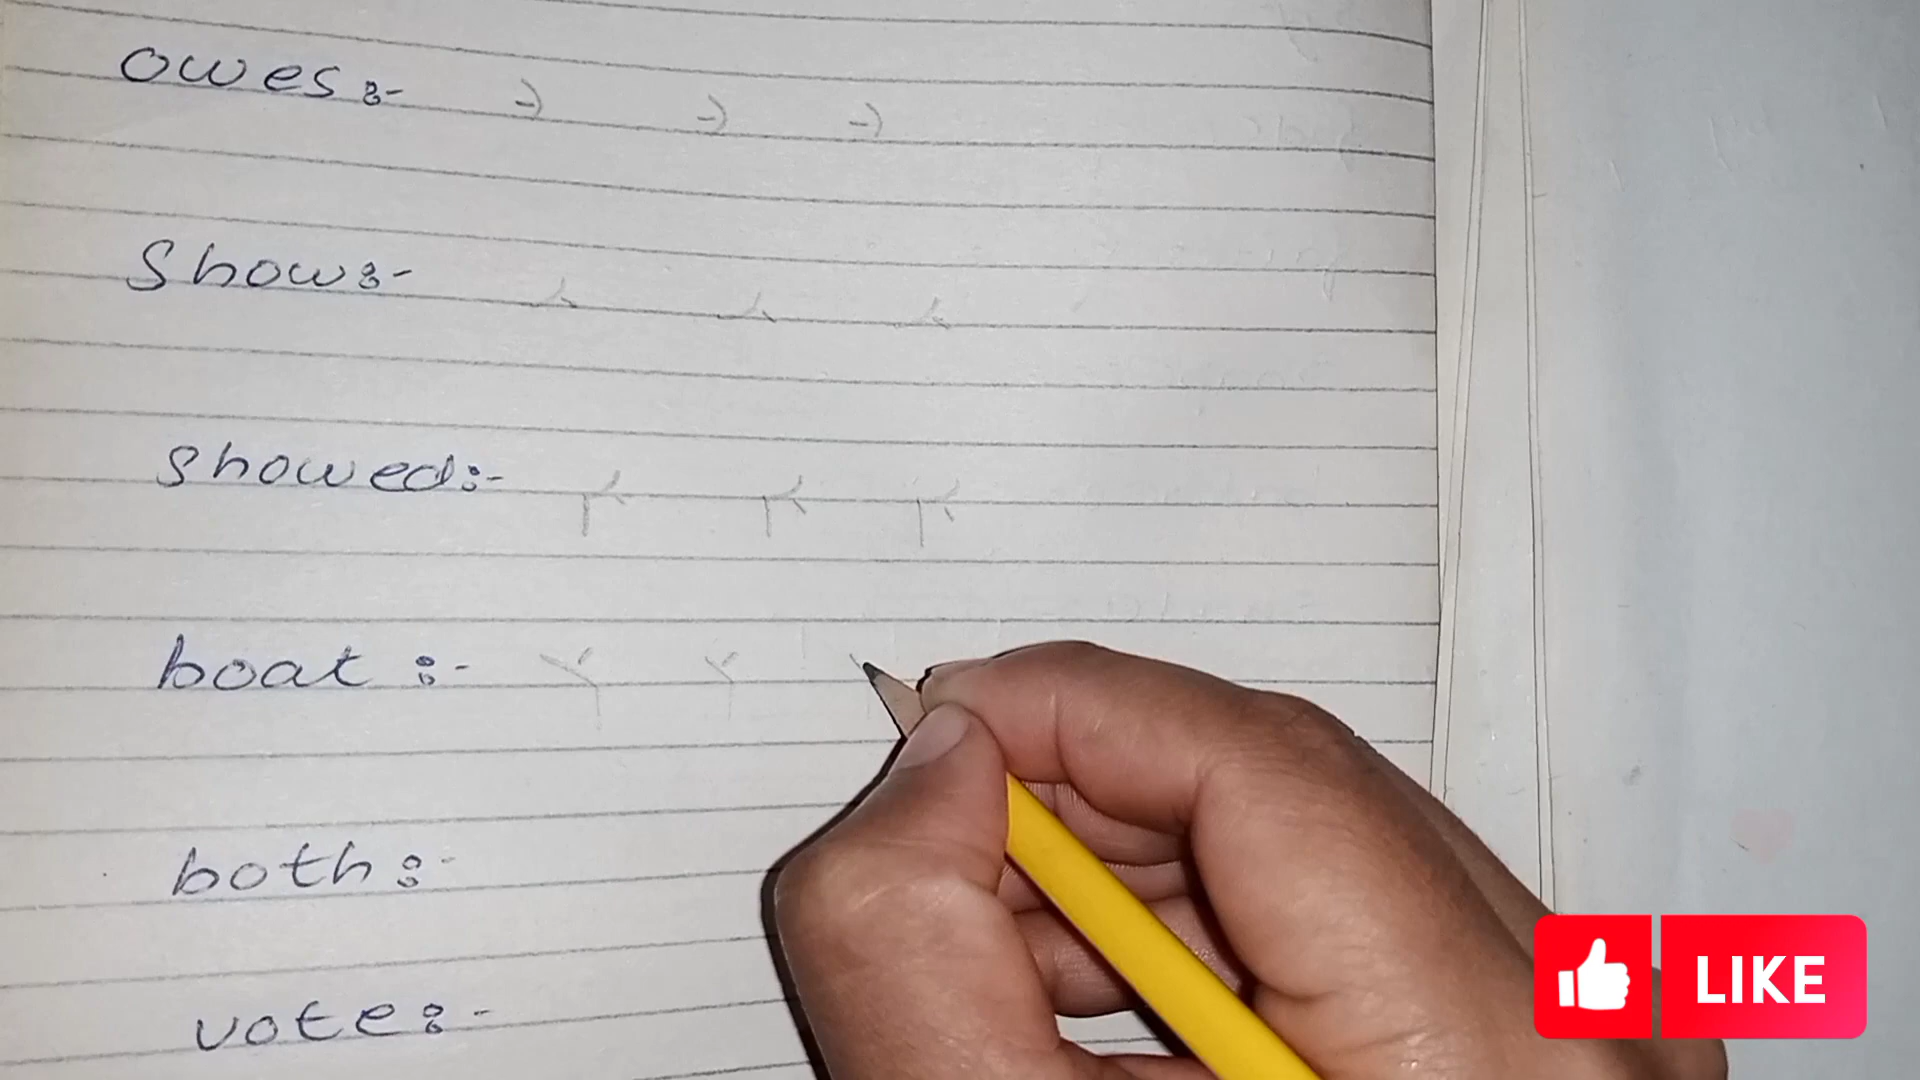 owes:-
Show:-
Showed:-
boat :-
both :-
vote :-
LIKE